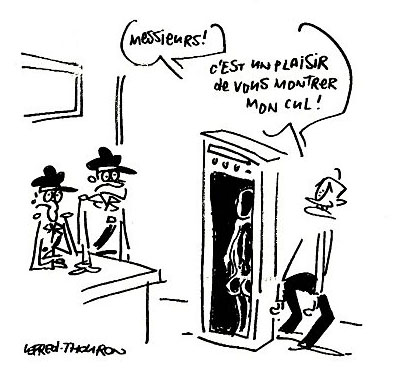 MESSIEURS!
C'EST UN PLAISIR
de VOUS MONTRER
MON CUL!
LEFRED-THOURON